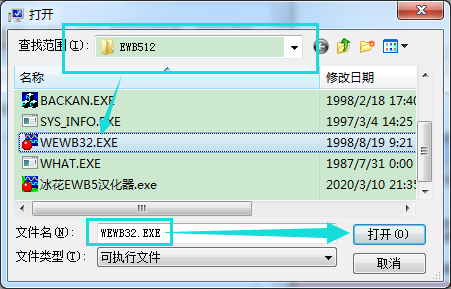 打开
查找范围(I): EWB512
名称 修改日期
BACKAN.EXE 1998/2/18 17:40
SYS_INFO.EXE 1997/3/4 14:25
WEWB32.EXE 1998/8/19 9:21
WHAT.EXE 1987/7/31 0:00
冰花EWB5汉化器.exe 2020/3/10 21:35
文件名(N): WEWB32.EXE 打开(O)
文件类型(T): 可执行文件 取消